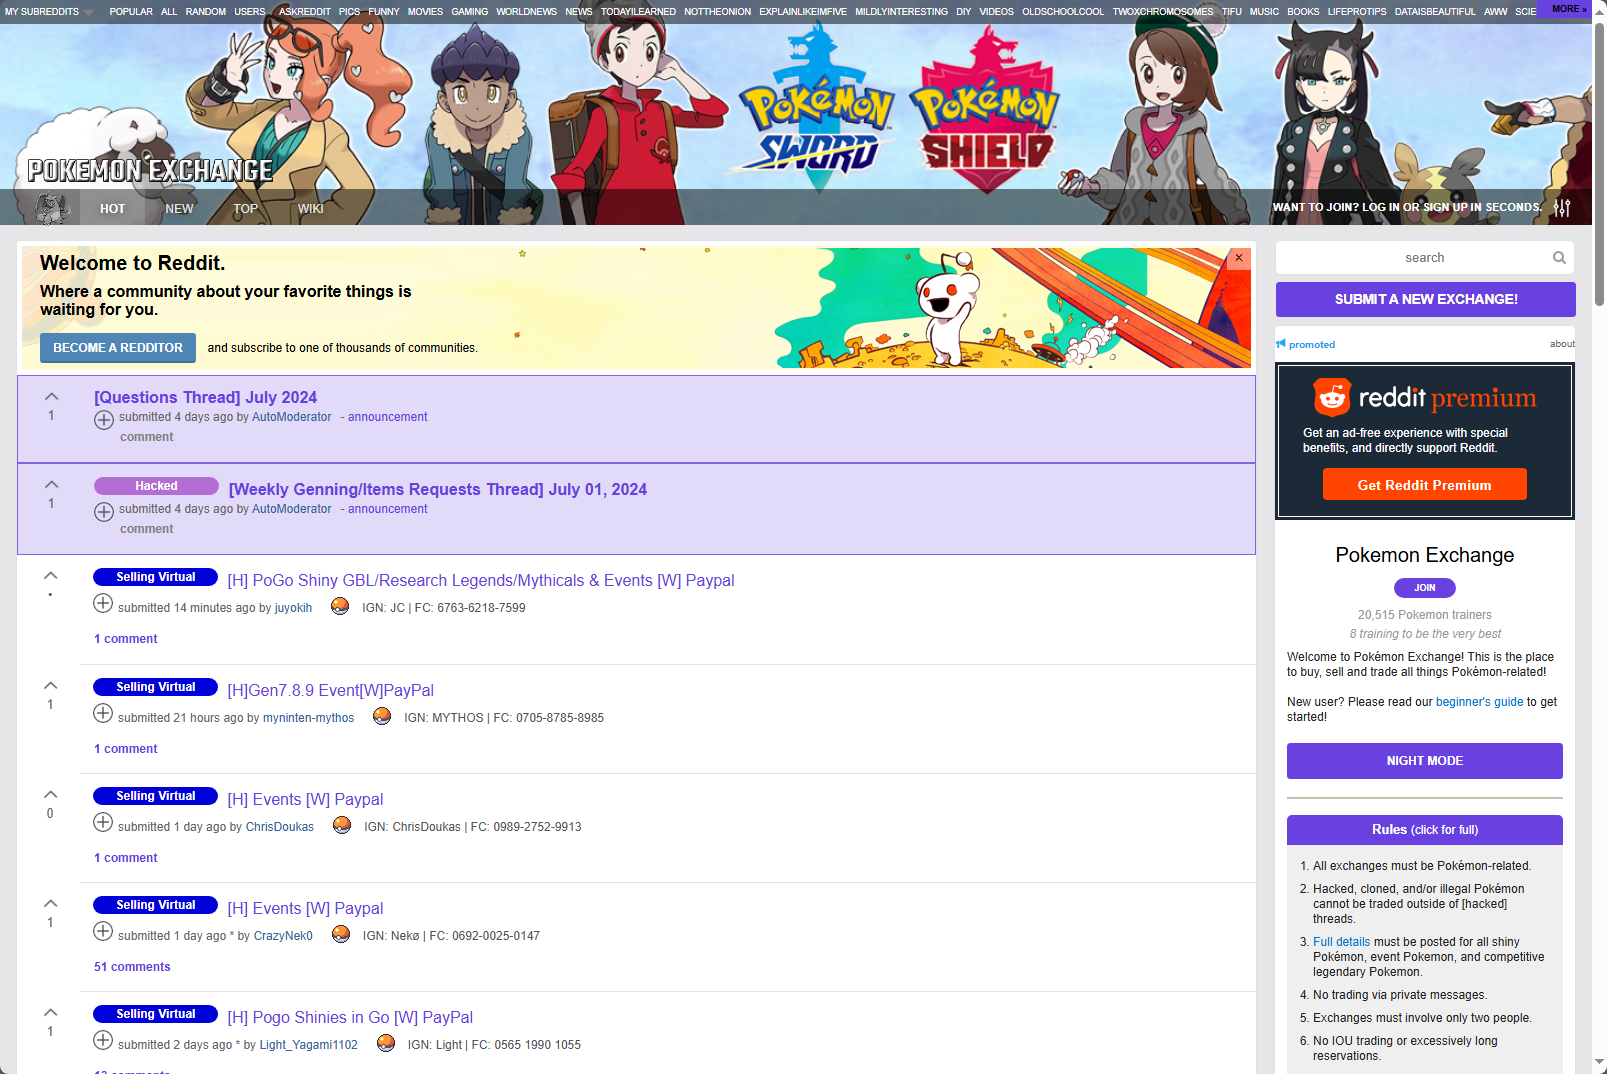 MY SUBREDDITS POPULAR ALL RANDOM USERS ASKREDDIT PICS FUNNY MOVIES GAMING WORLDNEWS NEWS TODAYILEARNED NOTTHEONION EXPLAINLIKEIMFIVE MILDLYINTERESTING DIY VIDEOS OLDSCHOOLCOOL TWOXCHROMOSOMES TIFU MUSIC BOOKS LIFEPROTIPS DATAISBEAUTIFUL AWW SCIE MORE »
POKéMON SWORD
POKéMON SHIELD
POKEMON EXCHANGE
HOT NEW TOP WIKI
WANT TO JOIN? LOG IN OR SIGN UP IN SECONDS.
Welcome to Reddit.
Where a community about your favorite things is
waiting for you.
BECOME A REDDITOR and subscribe to one of thousands of communities.
×
[Questions Thread] July 2024
1
submitted 4 days ago by AutoModerator - announcement
comment
Hacked [Weekly Genning/Items Requests Thread] July 01, 2024
1
submitted 4 days ago by AutoModerator - announcement
comment
Selling Virtual [H] PoGo Shiny GBL/Research Legends/Mythicals & Events [W] Paypal
•
submitted 14 minutes ago by juyokih IGN: JC | FC: 6763-6218-7599
1 comment
Selling Virtual [H]Gen7.8.9 Event[W]PayPal
1
submitted 21 hours ago by myninten-mythos IGN: MYTHOS | FC: 0705-8785-8985
1 comment
Selling Virtual [H] Events [W] Paypal
0
submitted 1 day ago by ChrisDoukas IGN: ChrisDoukas | FC: 0989-2752-9913
1 comment
Selling Virtual [H] Events [W] Paypal
1
submitted 1 day ago * by CrazyNek0 IGN: Nekø | FC: 0692-0025-0147
51 comments
Selling Virtual [H] Pogo Shinies in Go [W] PayPal
1
submitted 2 days ago * by Light_Yagami1102 IGN: Light | FC: 0565 1990 1055
search
SUBMIT A NEW EXCHANGE!
promoted about
reddit premium
Get an ad-free experience with special
benefits, and directly support Reddit.
Get Reddit Premium
Pokemon Exchange
JOIN
20,515 Pokemon trainers
8 training to be the very best
Welcome to Pokémon Exchange! This is the place
to buy, sell and trade all things Pokémon-related!
New user? Please read our beginner's guide to get
started!
NIGHT MODE
Rules (click for full)
1. All exchanges must be Pokémon-related.
2. Hacked, cloned, and/or illegal Pokémon
cannot be traded outside of [hacked]
threads.
3. Full details must be posted for all shiny
Pokémon, event Pokemon, and competitive
legendary Pokemon.
4. No trading via private messages.
5. Exchanges must involve only two people.
6. No IOU trading or excessively long
reservations.